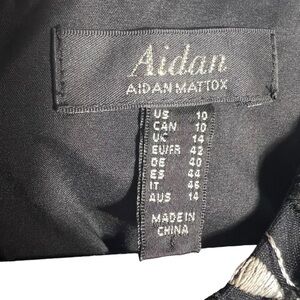 Aidan
AIDAN MATTOX
US 10
CAN 10
UK 14
EU/FR 42
DE 40
ES 44
IT 46
AUS 14
MADE IN
CHINA